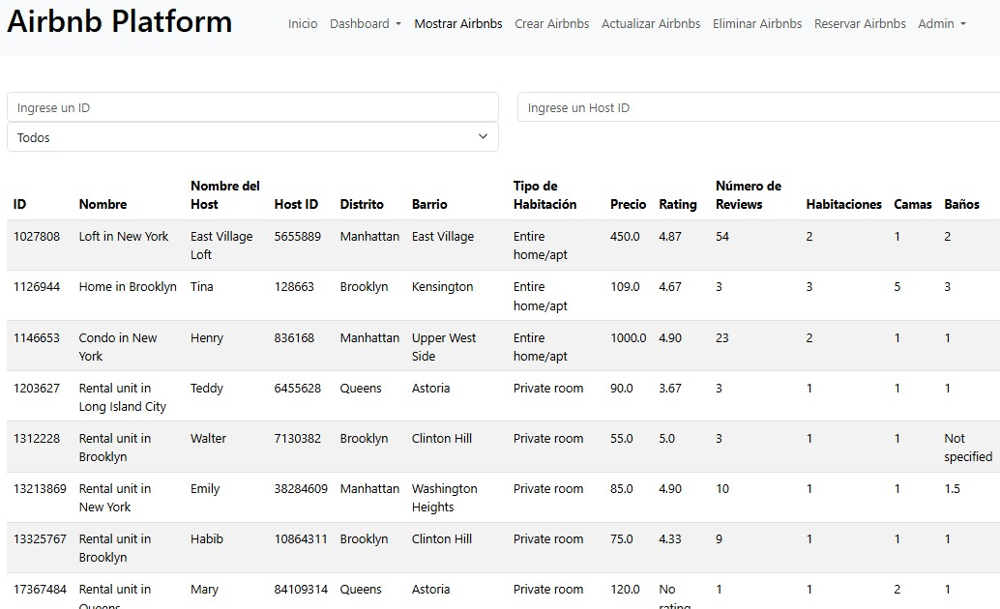 Airbnb Platform
Inicio Dashboard Mostrar Airbnbs Crear Airbnbs Actualizar Airbnbs Eliminar Airbnbs Reservar Airbnbs Admin
Ingrese un ID Ingrese un Host ID
Todos
ID Nombre Nombre del Host Host ID Distrito Barrio Tipo de Habitación Precio Rating Número de Reviews Habitaciones Camas Baños
1027808 Loft in New York East Village Loft 5655889 Manhattan East Village Entire home/apt 450.0 4.87 54 2 1 2
1126944 Home in Brooklyn Tina 128663 Brooklyn Kensington Entire home/apt 109.0 4.67 3 3 5 3
1146653 Condo in New York Henry 836168 Manhattan Upper West Side Entire home/apt 1000.0 4.90 23 2 1 1
1203627 Rental unit in Long Island City Teddy 6455628 Queens Astoria Private room 90.0 3.67 3 1 1 1
1312228 Rental unit in Brooklyn Walter 7130382 Brooklyn Clinton Hill Private room 55.0 5.0 3 1 1 Not specified
13213869 Rental unit in New York Emily 38284609 Manhattan Washington Heights Private room 85.0 4.90 10 1 1 1.5
13325767 Rental unit in Brooklyn Habib 10864311 Brooklyn Clinton Hill Private room 75.0 4.33 9 1 1 1
17367484 Rental unit in Queens Mary 84109314 Queens Astoria Private room 120.0 No rating 1 1 2 1